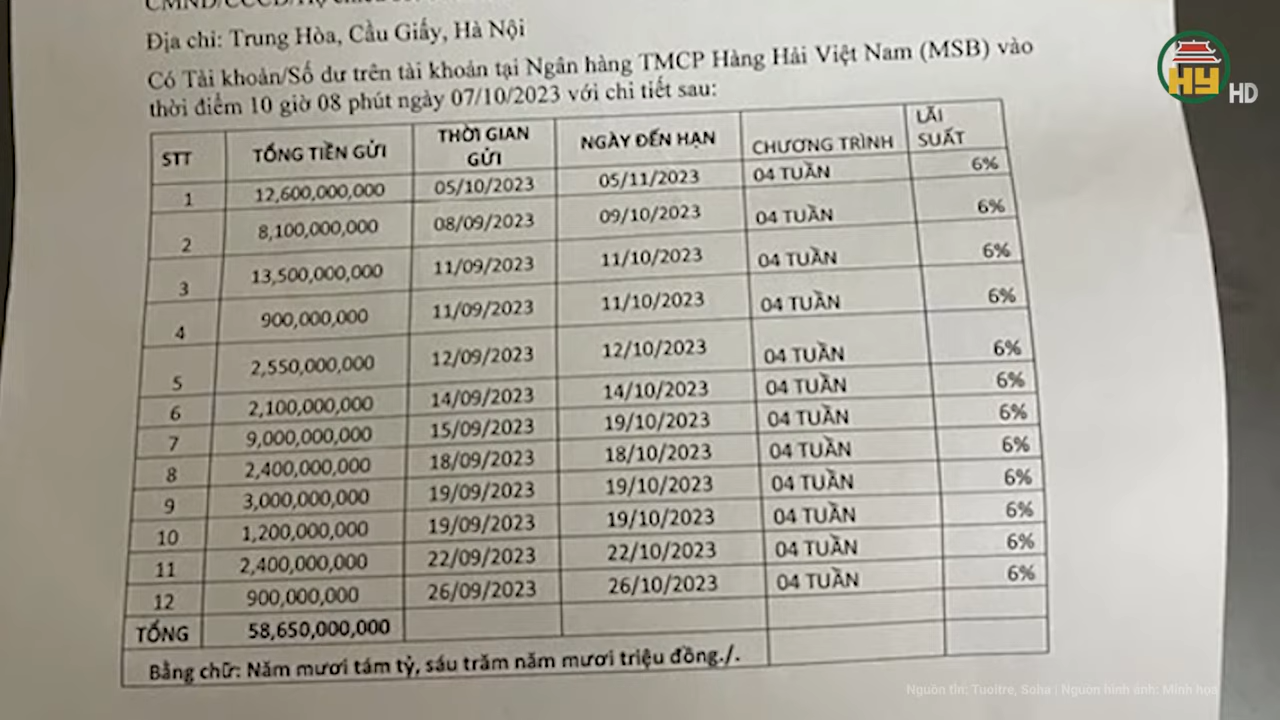 Địa chỉ: Trung Hòa, Cầu Giấy, Hà Nội
Có Tài khoản/Số dư trên tài khoản tại Ngân hàng TMCP Hàng Hải Việt Nam (MSB) vào
thời điểm 10 giờ 08 phút ngày 07/10/2023 với chi tiết sau:
STT TỔNG TIỀN GỬI THỜI GIAN GỬI NGÀY ĐẾN HẠN CHƯƠNG TRÌNH LÃI SUẤT
1 12,600,000,000 05/10/2023 05/11/2023 04 TUẦN 6%
2 8,100,000,000 08/09/2023 09/10/2023 04 TUẦN 6%
3 13,500,000,000 11/09/2023 11/10/2023 04 TUẦN 6%
4 900,000,000 11/09/2023 11/10/2023 04 TUẦN 6%
5 2,550,000,000 12/09/2023 12/10/2023 04 TUẦN 6%
6 2,100,000,000 14/09/2023 14/10/2023 04 TUẦN 6%
7 9,000,000,000 15/09/2023 19/10/2023 04 TUẦN 6%
8 2,400,000,000 18/09/2023 18/10/2023 04 TUẦN 6%
9 3,000,000,000 19/09/2023 19/10/2023 04 TUẦN 6%
10 1,200,000,000 19/09/2023 19/10/2023 04 TUẦN 6%
11 2,400,000,000 22/09/2023 22/10/2023 04 TUẦN 6%
12 900,000,000 26/09/2023 26/10/2023 04 TUẦN 6%
TỔNG 58,650,000,000
Bằng chữ: Năm mươi tám tỷ, sáu trăm năm mươi triệu đồng./.
HY HD
Nguồn tin: Tuoitre, Soha | Nguồn hình ảnh: Minh họa